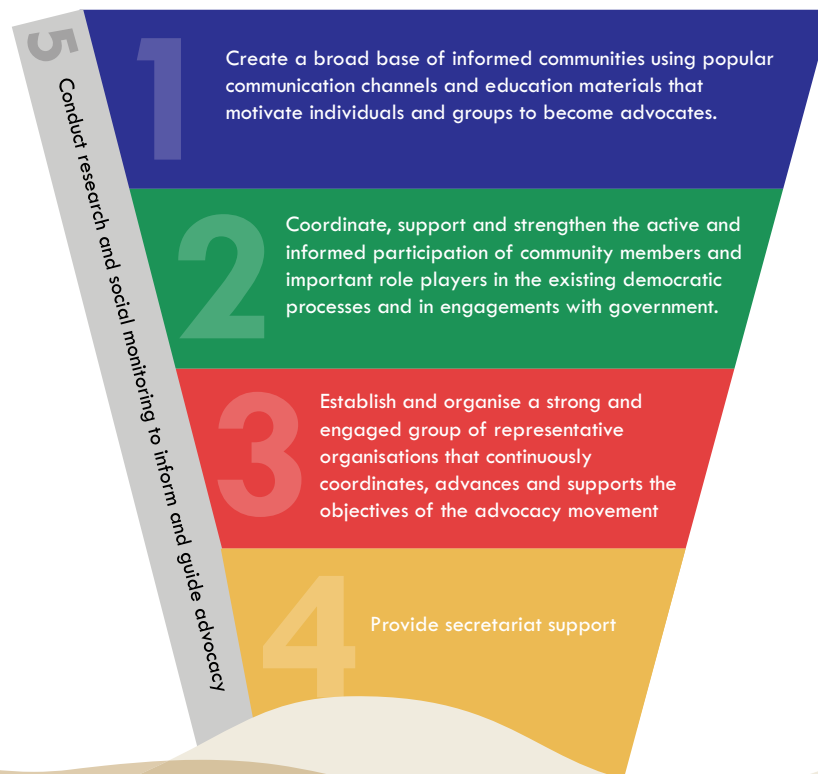 5
Conduct research and social monitoring to inform and guide advocacy
1
Create a broad base of informed communities using popular
communication channels and education materials that
motivate individuals and groups to become advocates.
2
Coordinate, support and strengthen the active and
informed participation of community members and
important role players in the existing democratic
processes and in engagements with government.
3
Establish and organise a strong and
engaged group of representative
organisations that continuously
coordinates, advances and supports the
objectives of the advocacy movement
4
Provide secretariat support